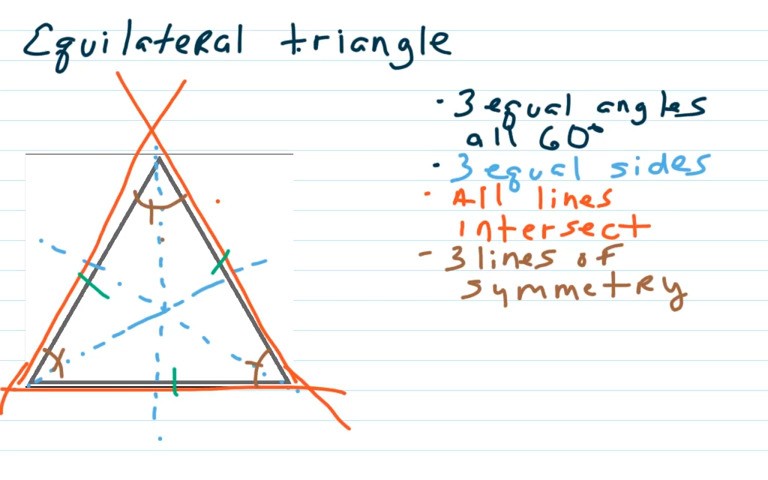 Equilateral triangle
· 3 equal angles
all 60°
· 3 equal sides
· All lines
intersect
- 3 lines of
symmetry